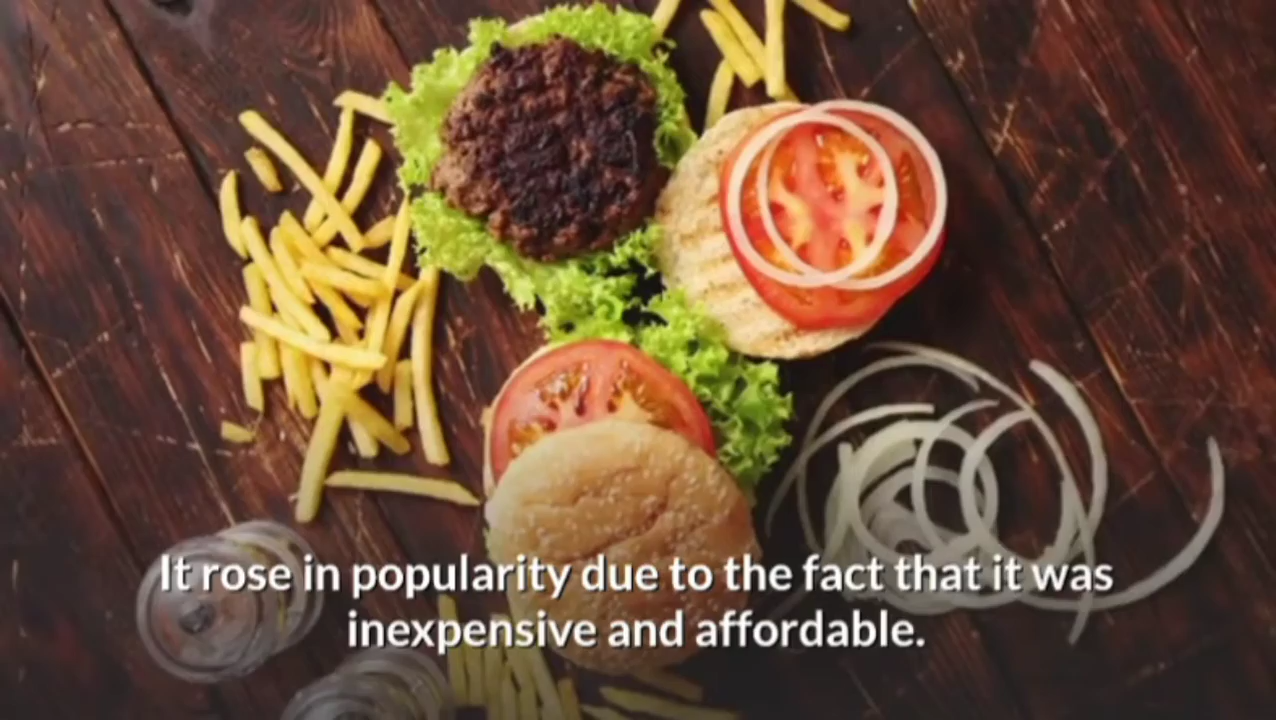 It rose in popularity due to the fact that it was
inexpensive and affordable.